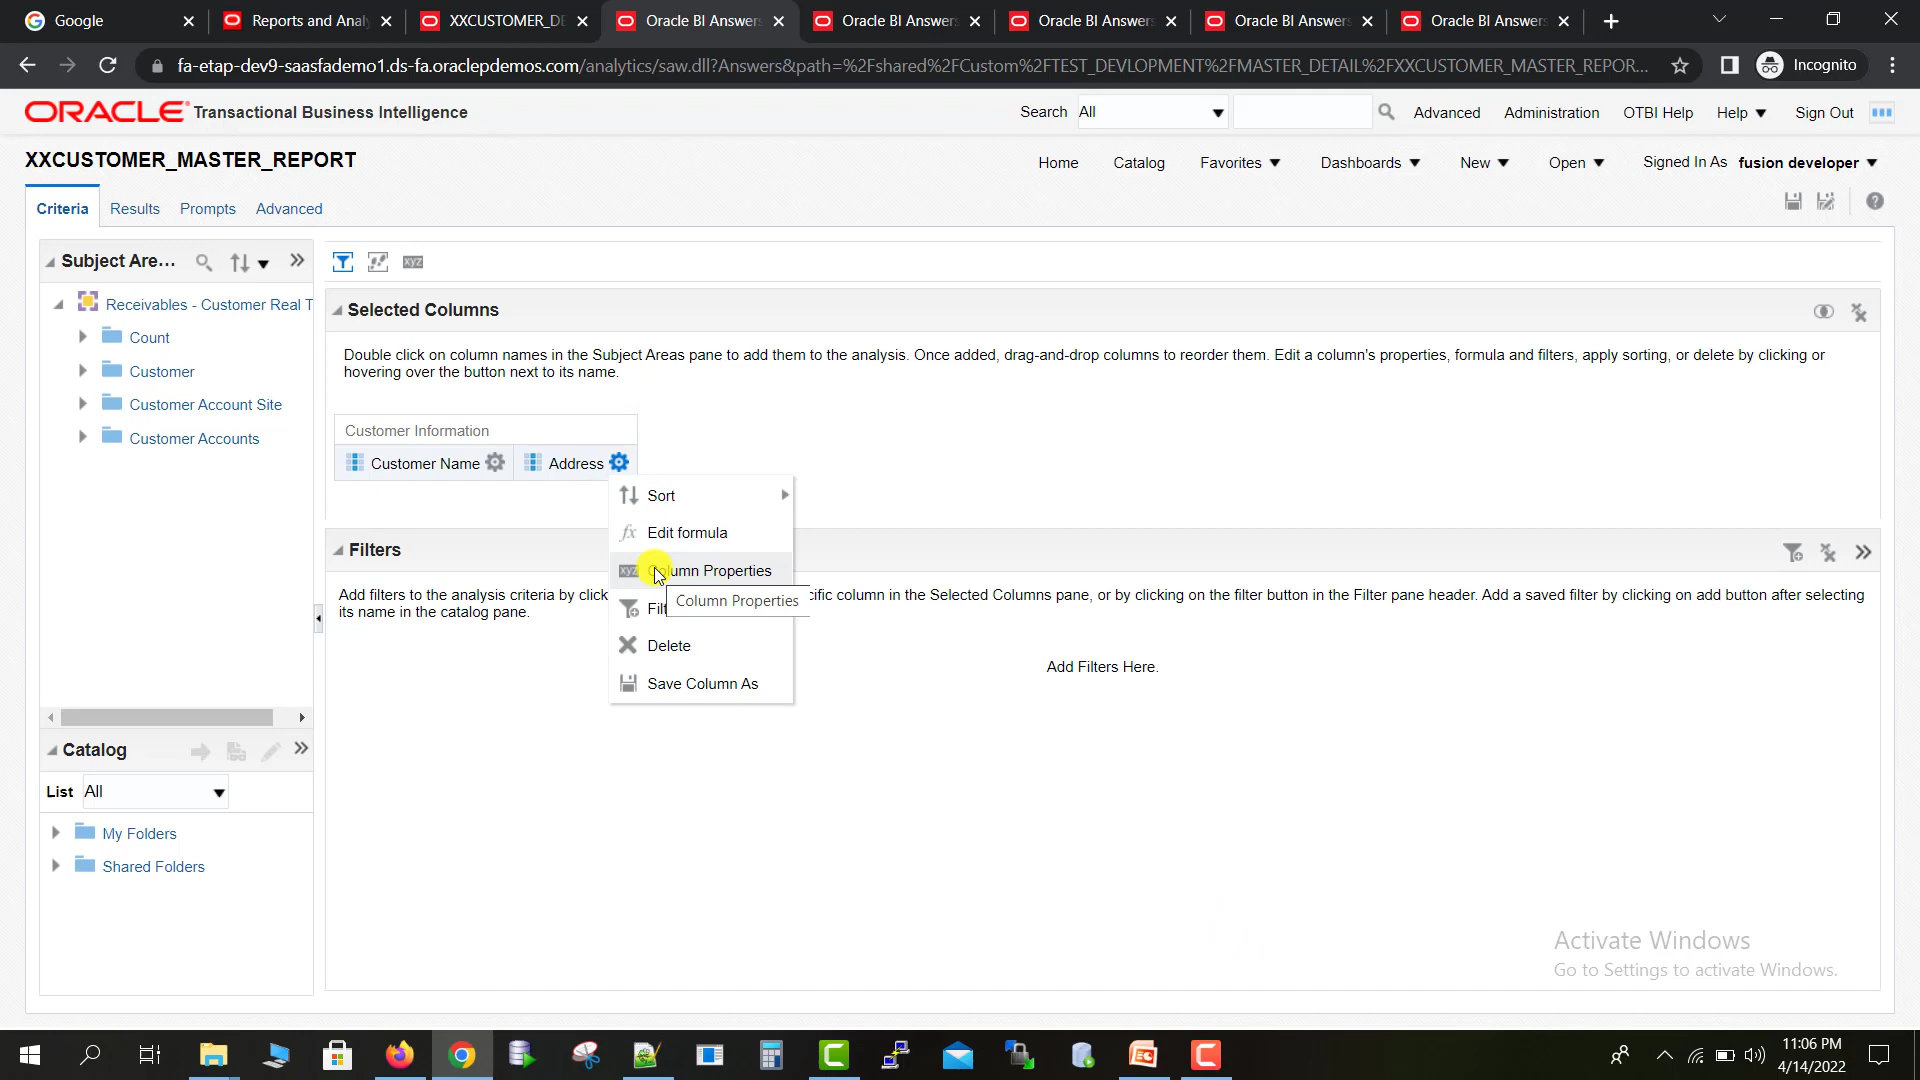 Google
Reports and Anal
XXCUSTOMER_DE
Oracle BI Answers
Oracle BI Answers
Oracle BI Answers
Oracle BI Answers
Oracle BI Answers
fa-etap-dev9-saasfademo1.ds-fa.oraclepdemos.com/analytics/saw.dll?Answers&path=%2Fshared%2FCustom%2FTEST_DEVLOPMENT%2FMASTER_DETAIL%2FXXCUSTOMER_MASTER_REPOR...
Incognito
ORACLE Transactional Business Intelligence
Search All
Advanced Administration OTBI Help Help Sign Out
XXCUSTOMER_MASTER_REPORT
Home Catalog Favorites Dashboards New Open Signed In As fusion developer
Criteria Results Prompts Advanced
Subject Are...
xyz
Receivables - Customer Real T
Count
Customer
Customer Account Site
Customer Accounts
Selected Columns
Double click on column names in the Subject Areas pane to add them to the analysis. Once added, drag-and-drop columns to reorder them. Edit a column's properties, formula and filters, apply sorting, or delete by clicking or
hovering over the button next to its name.
Customer Information
Customer Name Address
Sort
fx Edit formula
xyz Column Properties
Column Properties
Filt
Delete
Save Column As
Filters
Add filters to the analysis criteria by click cific column in the Selected Columns pane, or by clicking on the filter button in the Filter pane header. Add a saved filter by clicking on add button after selecting
its name in the catalog pane.
Add Filters Here.
Catalog
List All
My Folders
Shared Folders
Activate Windows
Go to Settings to activate Windows.
11:06 PM
4/14/2022